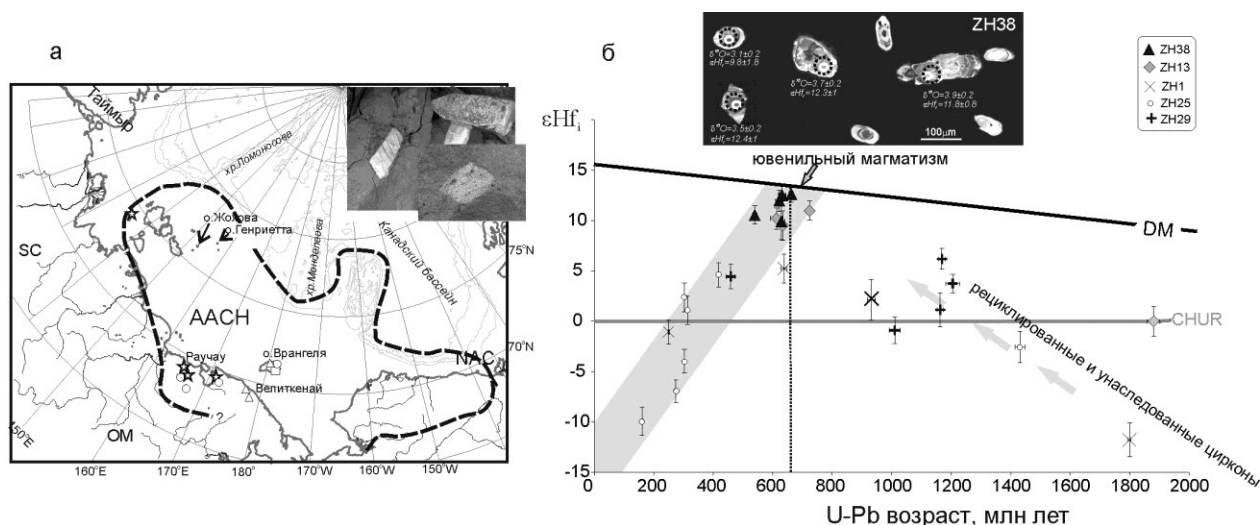 а
Таймыр
хр.Ломоносова
о.Жохова
о.Генриетта
хр.Менделеева
Канадский бассейн
SC
75°N
ААСН
NAC
70°N
Раучау
о.Врангеля
Велиткенай
?
ОМ
150°E
160°E
170°E
180°
170°W
160°W
150°W
б
ZH38
δ¹⁸O=3.1±0.2
εHfᵢ=9.8±1.8
δ¹⁸O=3.7±0.2
εHfᵢ=12.3±1
δ¹⁸O=3.9±0.2
εHfᵢ=11.8±0.8
δ¹⁸O=3.5±0.2
εHfᵢ=12.4±1
100μm
ZH38
ZH13
ZH1
ZH25
ZH29
εHfᵢ
ювенильный магматизм
15
10
5
0
-5
-10
-15
DM
CHUR
рециклированные и унаследованные цирконы
0 200 400 600 800 1000 1200 1400 1600 1800 2000
U-Pb возраст, млн лет